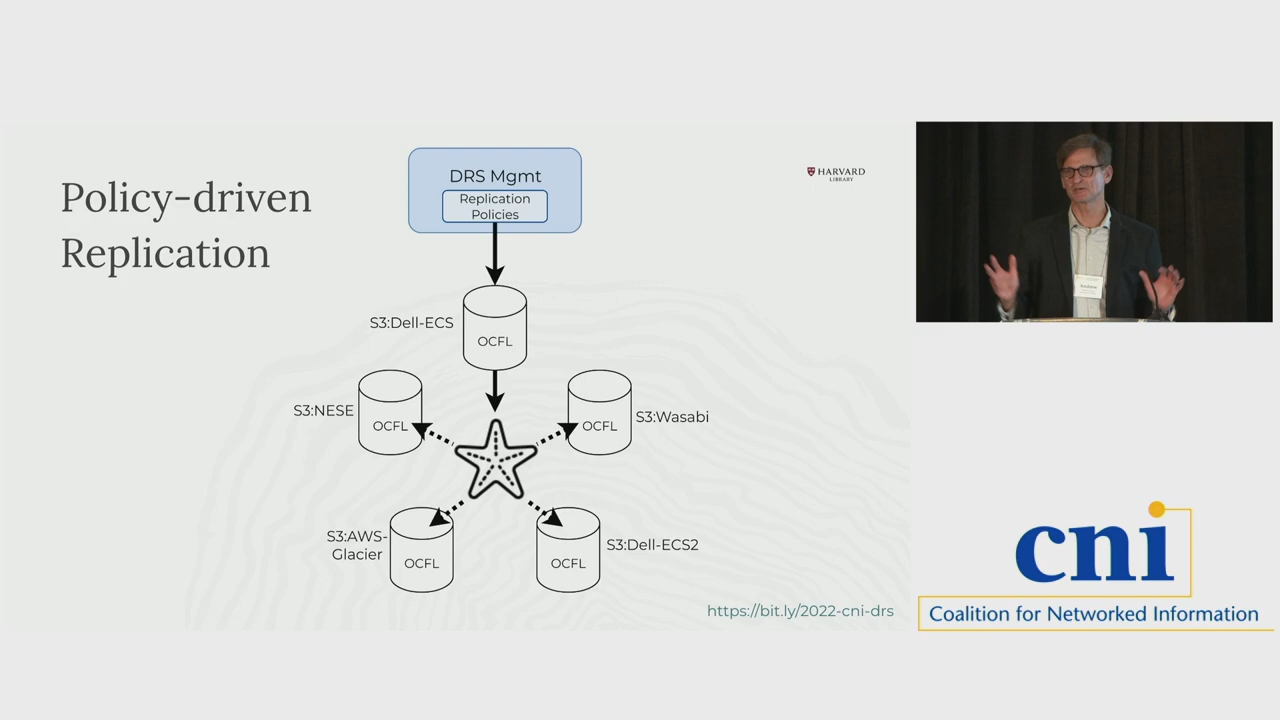 Policy-driven
Replication
DRS Mgmt
Replication
Policies
HARVARD
LIBRARY
S3:Dell-ECS
OCFL
S3:NESE
OCFL
OCFL
S3:Wasabi
S3:AWS-
Glacier
OCFL
OCFL
S3:Dell-ECS2
https://bit.ly/2022-cni-drs
cni
Coalition for Networked Information